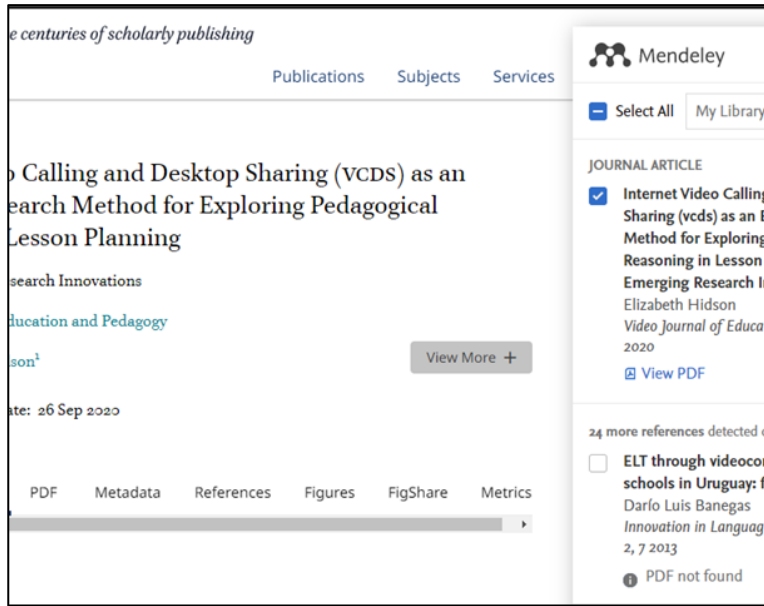 e centuries of scholarly publishing
Publications Subjects Services
o Calling and Desktop Sharing (VCDS) as an
earch Method for Exploring Pedagogical
Lesson Planning
search Innovations
ducation and Pedagogy
son¹
View More +
ate: 26 Sep 2020
PDF Metadata References Figures FigShare Metrics
Mendeley
Select All My Library
JOURNAL ARTICLE
Internet Video Calling
Sharing (vcds) as an E
Method for Exploring
Reasoning in Lesson
Emerging Research I
Elizabeth Hidson
Video Journal of Educa
2020
View PDF
24 more references detected o
ELT through videocon
schools in Uruguay: f
Darío Luis Banegas
Innovation in Languag
2, 7 2013
PDF not found